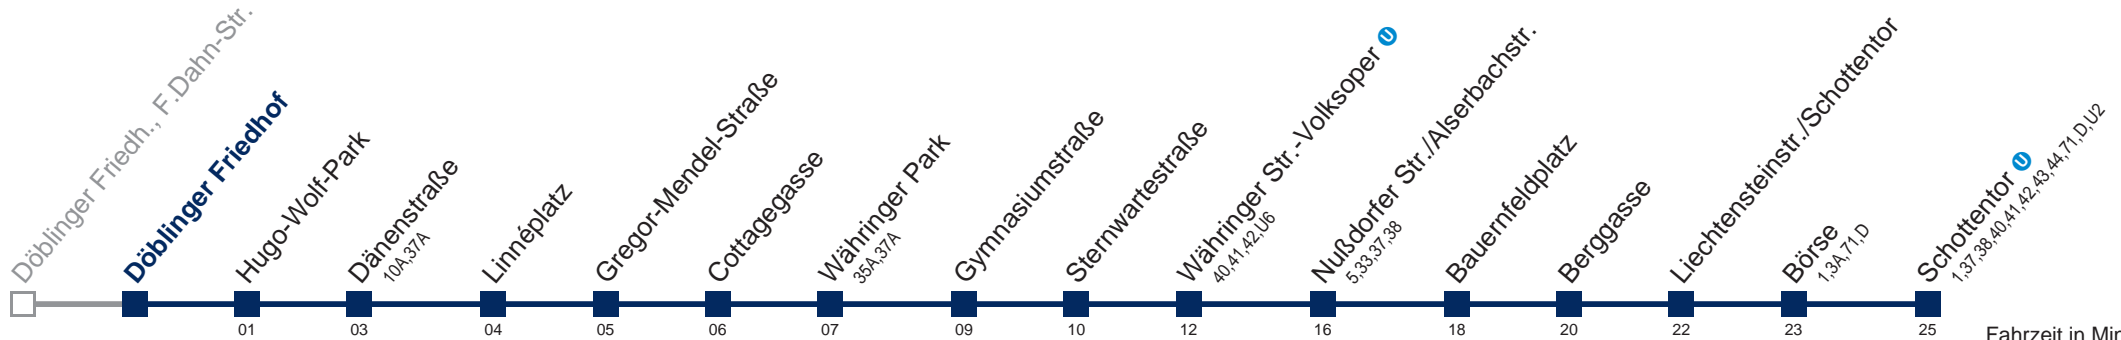 Döblinger Friedh., F.Dahn-Str.
Döblinger Friedhof
Hugo-Wolf-Park
Dänenstraße
10A,37A
Linnéplatz
Gregor-Mendel-Straße
Cottagegasse
Währinger Park
35A,37A
Gymnasiumstraße
Sternwartestraße
Währinger Str.-Volksoper U
40,41,42,U6
Nußdorfer Str./Alserbachstr.
5,33,37,38
Bauernfeldplatz
Berggasse
Liechtensteinstr./Schottentor
Börse
1,3A,71,D
Schottentor U
1,37,38,40,41,42,43,44,71,D,U2
01 03 04 05 06 07 09 10 12 16 18 20 22 23 25
Fahrzeit in Min